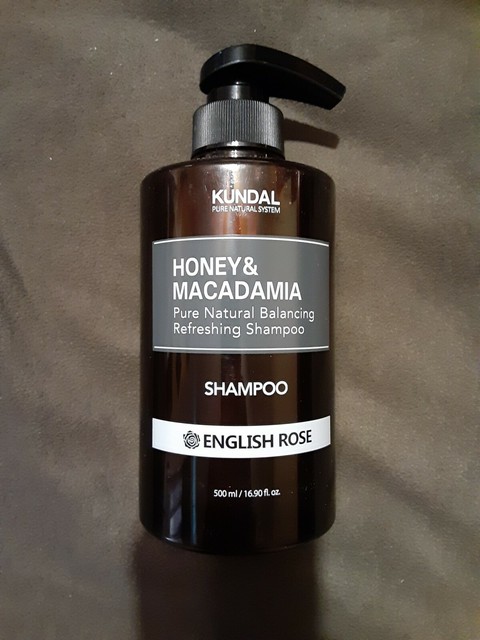 KUNDAL
PURE NATURAL SYSTEM
HONEY&
MACADAMIA
Pure Natural Balancing
Refreshing Shampoo
SHAMPOO
ENGLISH ROSE
500 ml / 16.90 fl. oz.